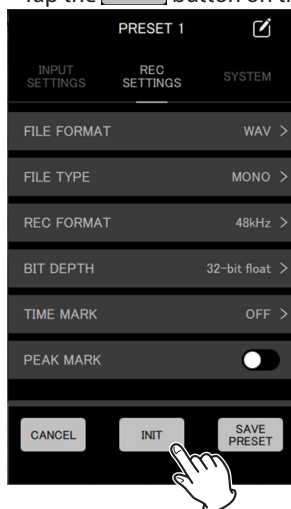 Tap the button on th
PRESET 1
INPUT SETTINGS
REC SETTINGS
SYSTEM
FILE FORMAT WAV >
FILE TYPE MONO >
REC FORMAT 48kHz >
BIT DEPTH 32-bit float >
TIME MARK OFF >
PEAK MARK
CANCEL
INIT
SAVE PRESET